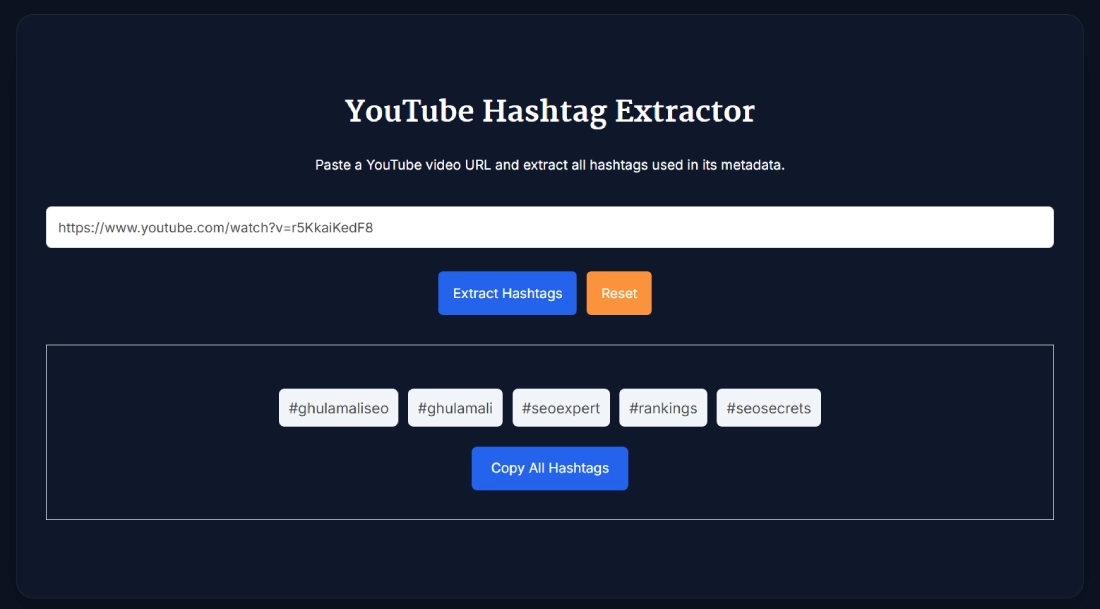 YouTube Hashtag Extractor
Paste a YouTube video URL and extract all hashtags used in its metadata.
https://www.youtube.com/watch?v=r5KkaiKedF8
Extract Hashtags Reset
#ghulamaliseo #ghulamali #seoexpert #rankings #seosecrets
Copy All Hashtags